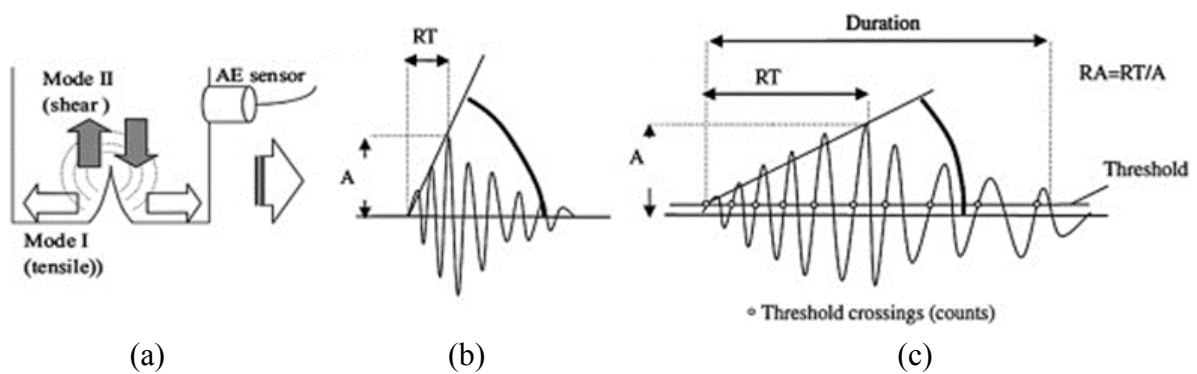 Mode II
(shear )
AE sensor
Mode I
(tensile))
(a)
RT
A
(b)
Duration
RT
RA=RT/A
A
Threshold
Threshold crossings (counts)
(c)